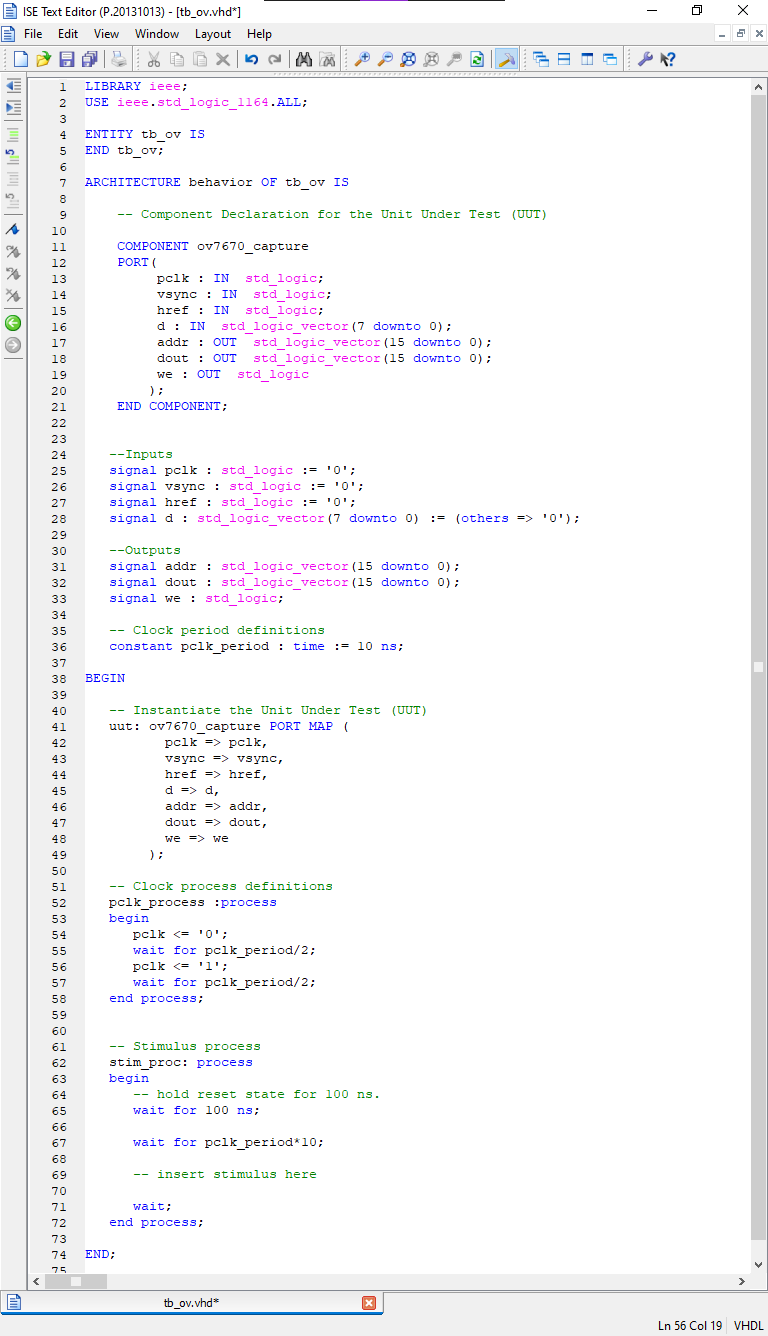 ISE Text Editor (P.20131013) - [tb_ov.vhd*]
File Edit View Window Layout Help
1 LIBRARY ieee;
2 USE ieee.std_logic_1164.ALL;
3
4 ENTITY tb_ov IS
5 END tb_ov;
6
7 ARCHITECTURE behavior OF tb_ov IS
8
9 -- Component Declaration for the Unit Under Test (UUT)
10
11 COMPONENT ov7670_capture
12 PORT(
13 pclk : IN std_logic;
14 vsync : IN std_logic;
15 href : IN std_logic;
16 d : IN std_logic_vector(7 downto 0);
17 addr : OUT std_logic_vector(15 downto 0);
18 dout : OUT std_logic_vector(15 downto 0);
19 we : OUT std_logic
20 );
21 END COMPONENT;
22
23
24 --Inputs
25 signal pclk : std_logic := '0';
26 signal vsync : std_logic := '0';
27 signal href : std_logic := '0';
28 signal d : std_logic_vector(7 downto 0) := (others => '0');
29
30 --Outputs
31 signal addr : std_logic_vector(15 downto 0);
32 signal dout : std_logic_vector(15 downto 0);
33 signal we : std_logic;
34
35 -- Clock period definitions
36 constant pclk_period : time := 10 ns;
37
38 BEGIN
39
40 -- Instantiate the Unit Under Test (UUT)
41 uut: ov7670_capture PORT MAP (
42 pclk => pclk,
43 vsync => vsync,
44 href => href,
45 d => d,
46 addr => addr,
47 dout => dout,
48 we => we
49 );
50
51 -- Clock process definitions
52 pclk_process :process
53 begin
54 pclk <= '0';
55 wait for pclk_period/2;
56 pclk <= '1';
57 wait for pclk_period/2;
58 end process;
59
60
61 -- Stimulus process
62 stim_proc: process
63 begin
64 -- hold reset state for 100 ns.
65 wait for 100 ns;
66
67 wait for pclk_period*10;
68
69 -- insert stimulus here
70
71 wait;
72 end process;
73
74 END;
75
tb_ov.vhd*
Ln 56 Col 19 VHDL